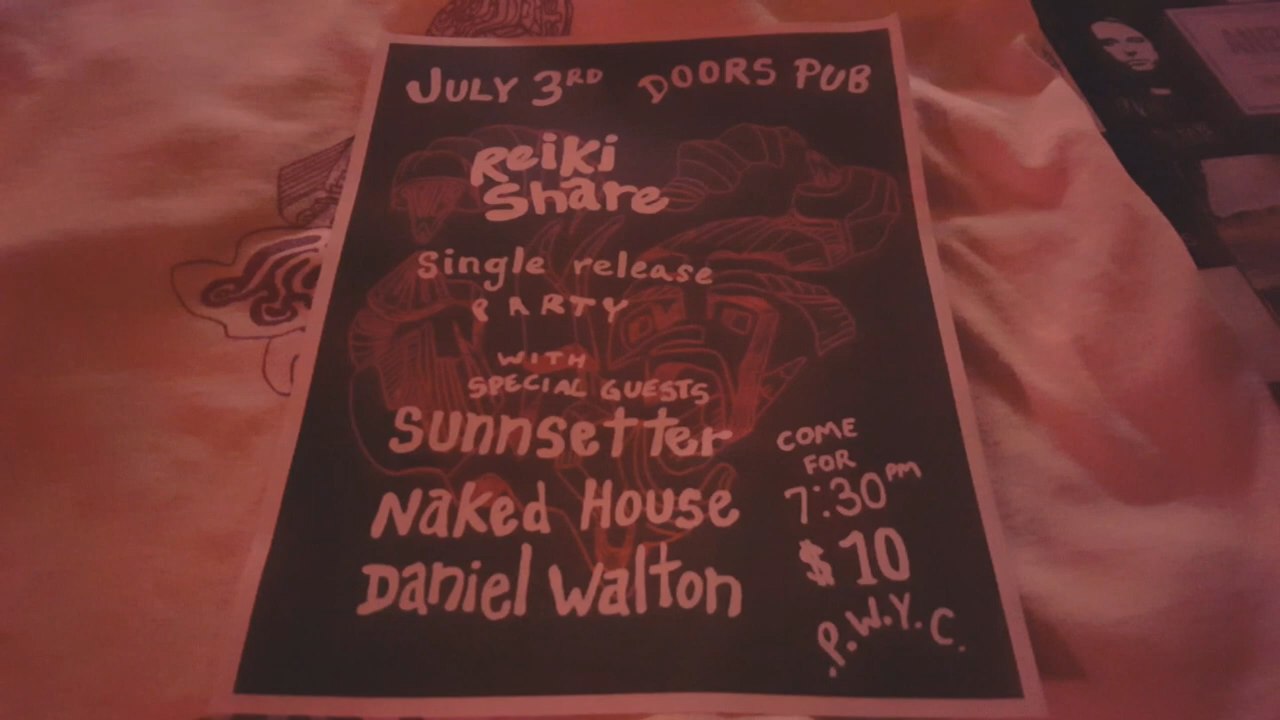 JULY 3RD DOORS PUB
Reiki
Share
Single release
PARTY
WITH
SPECIAL GUESTS
Sunnsetter
Naked House
Daniel Walton
COME
FOR
7:30PM
$10
P.W.Y.C.